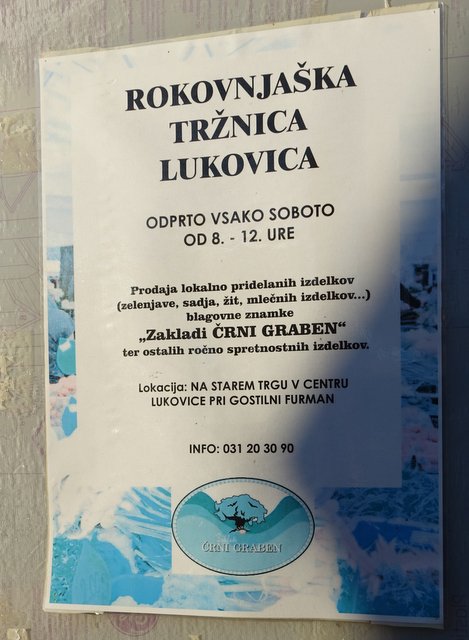 ROKOVNJAŠKA
TRŽNICA
LUKOVICA
ODPRTO VSAKO SOBOTO
OD 8. - 12. URE
Prodaja lokalno pridelanih izdelkov
(zelenjave, sadja, žit, mlečnih izdelkov...)
blagovne znamke
„Zakladi ČRNI GRABEN“
ter ostalih ročno spretnostnih izdelkov.
Lokacija: NA STAREM TRGU V CENTRU
LUKOVICE PRI GOSTILNI FURMAN
INFO: 031 20 30 90
ČRNI GRABEN